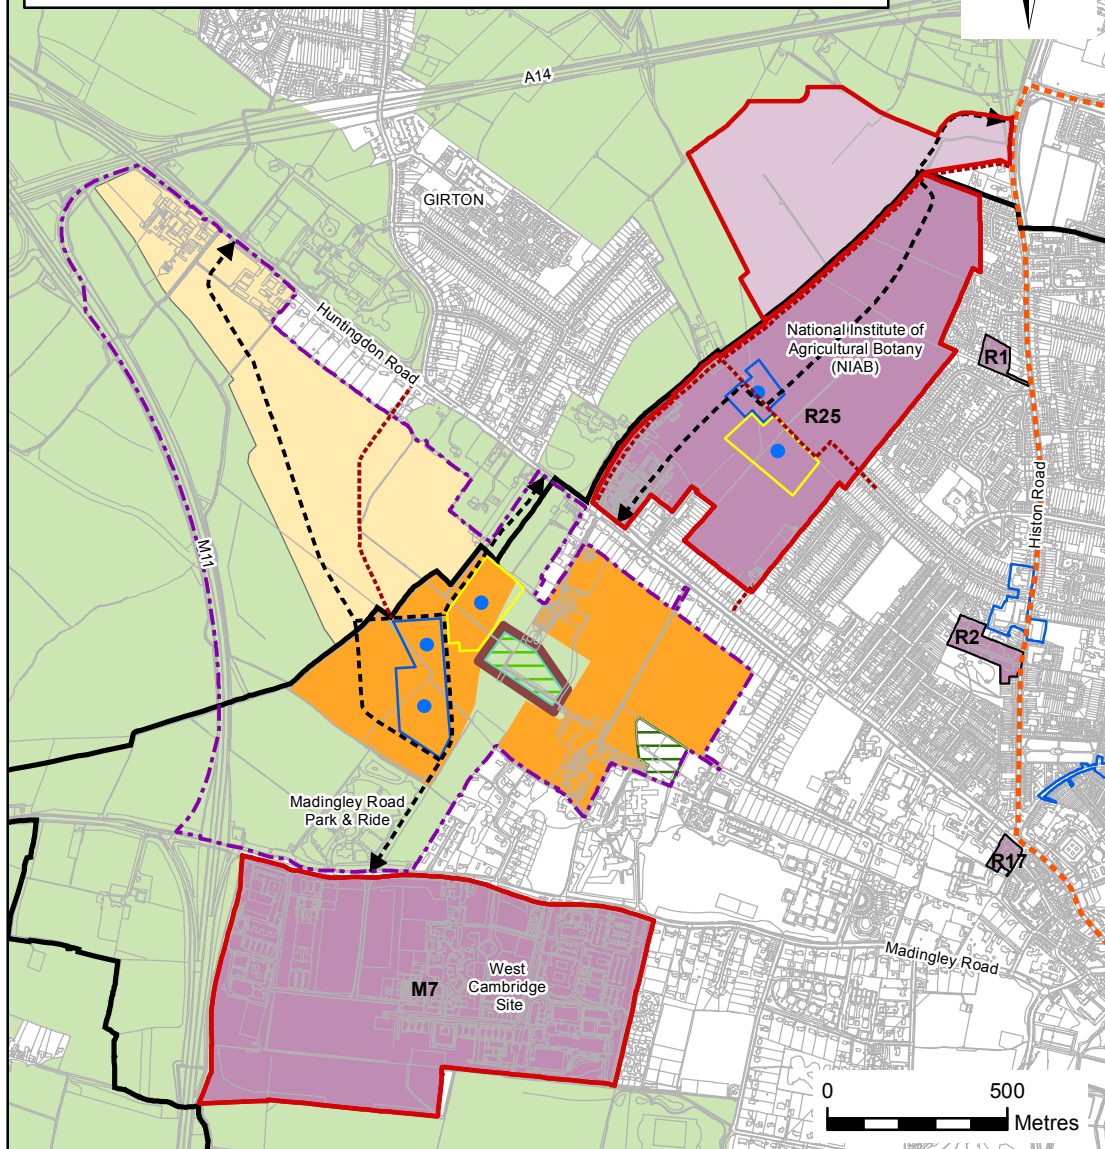 A14
GIRTON
Huntingdon Road
National Institute of
Agricultural Botany
(NIAB)
R1
R25
Histon Road
M11
R2
Madingley Road
Park & Ride
R17
Madingley Road
West
Cambridge
Site
M7
0 500
Metres